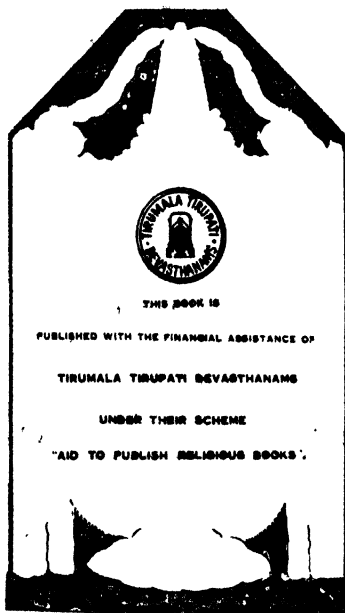 TIRUMALA TIRUPATI
DEVASTHANAMS
THIS BOOK IS
PUBLISHED WITH THE FINANCIAL ASSISTANCE OF
TIRUMALA TIRUPATI DEVASTHANAMS
UNDER THEIR SCHEME
"AID TO PUBLISH RELIGIOUS BOOKS".